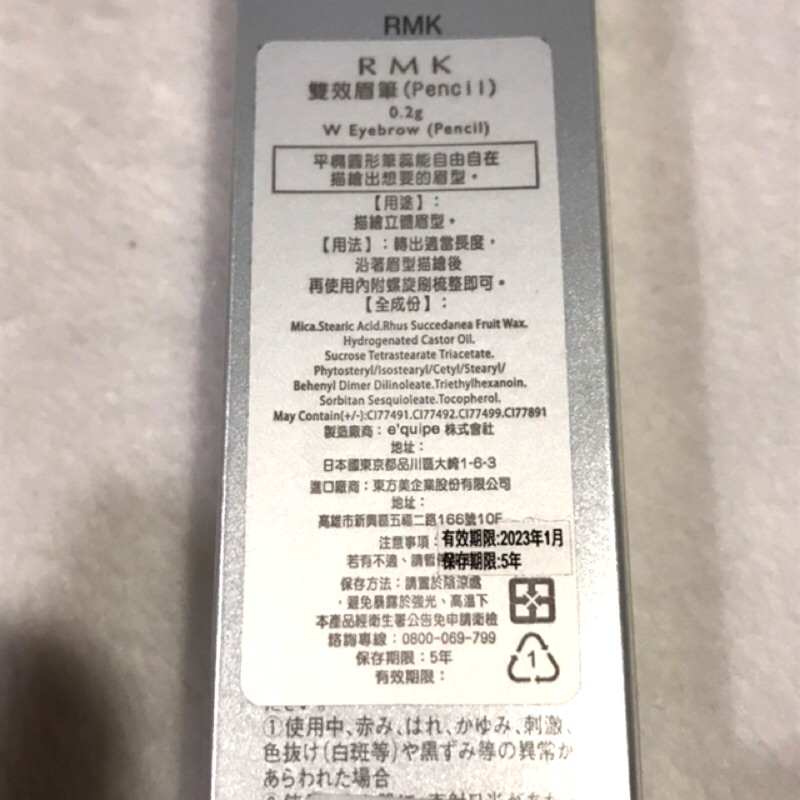 RMK
RMK
雙效眉筆(Pencil)
0.2g
W Eyebrow (Pencil)
平橢圓形筆蕊能自由自在
描繪出想要的眉型。
【用途】:
描繪立體眉型。
【用法】:轉出適當長度,
沿著眉型描繪後
再使用內附螺旋刷梳整即可。
【全成份】:
Mica.Stearic Acid.Rhus Succedanea Fruit Wax.
Hydrogenated Castor Oil.
Sucrose Tetrastearate Triacetate.
Phytosteryl/Isostearyl/Cetyl/Stearyl/
Behenyl Dimer Dilinoleate.Triethylhexanoin.
Sorbitan Sesquioleate.Tocopherol.
May Contain(+/-):CI77491.CI77492.CI77499.CI77891
製造廠商:e'quipe 株式會社
地址:
日本國東京都品川區大崎1-6-3
進口廠商:東方美企業股份有限公司
地址:
高雄市新興區五福二路166號10F
注意事項:
有效期限:2023年1月
若有不適、請暫
保存期限:5年
保存方法:請置於陰涼處
,避免暴露於強光、高溫下
本產品經衛生署公告免申請備檢
諮詢專線:0800-069-799
保存期限:5年
有效期限:
1
①使用中、赤み、はれ、かゆみ、刺激、
色抜け(白斑等)や黒ずみ等の異常が
あらわれた場合